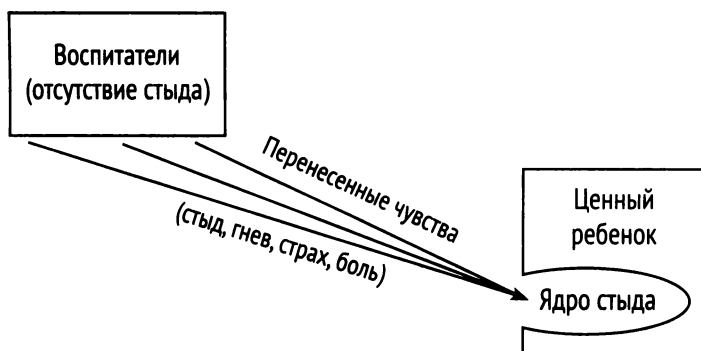 Воспитатели
(отсутствие стыда)
Перенесенные чувства
(стыд, гнев, страх, боль)
Ценный
ребенок
Ядро стыда